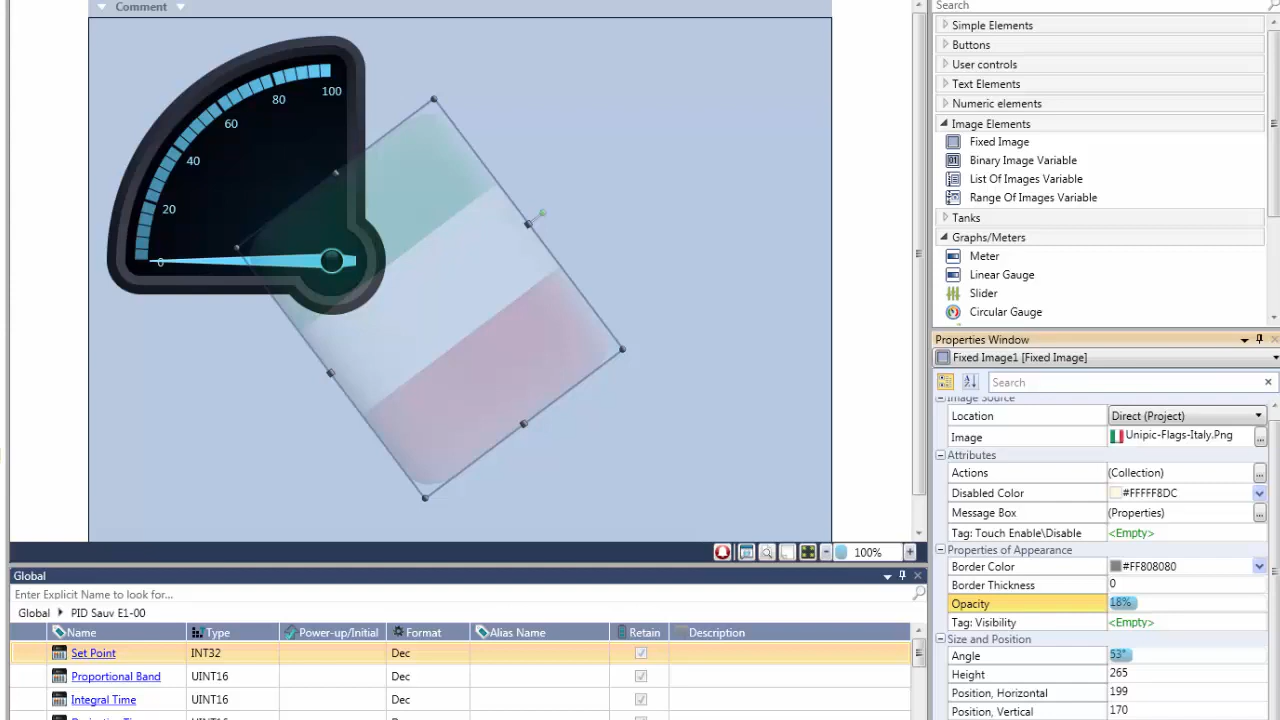 Comment
100
80
60
40
20
0
100%
Search
Simple Elements
Buttons
User controls
Text Elements
Numeric elements
Image Elements
Fixed Image
Binary Image Variable
List Of Images Variable
Range Of Images Variable
Tanks
Graphs/Meters
Meter
Linear Gauge
Slider
Circular Gauge
Properties Window
Fixed Image1 [Fixed Image]
Search
Image Source
Location Direct (Project)
Image Unipic-Flags-Italy.Png
Attributes
Actions (Collection)
Disabled Color #FFFFF8DC
Message Box (Properties)
Tag: Touch Enable\Disable <Empty>
Properties of Appearance
Border Color #FF808080
Border Thickness 0
Opacity 18%
Tag: Visibility <Empty>
Size and Position
Angle 53°
Height 265
Position, Horizontal 199
Position, Vertical 170
Global
Enter Explicit Name to look for...
Global PID Sauv E1-00
Name Type Power-up/Initial Format Alias Name Retain Description
Set Point INT32 Dec
Proportional Band UINT16 Dec
Integral Time UINT16 Dec